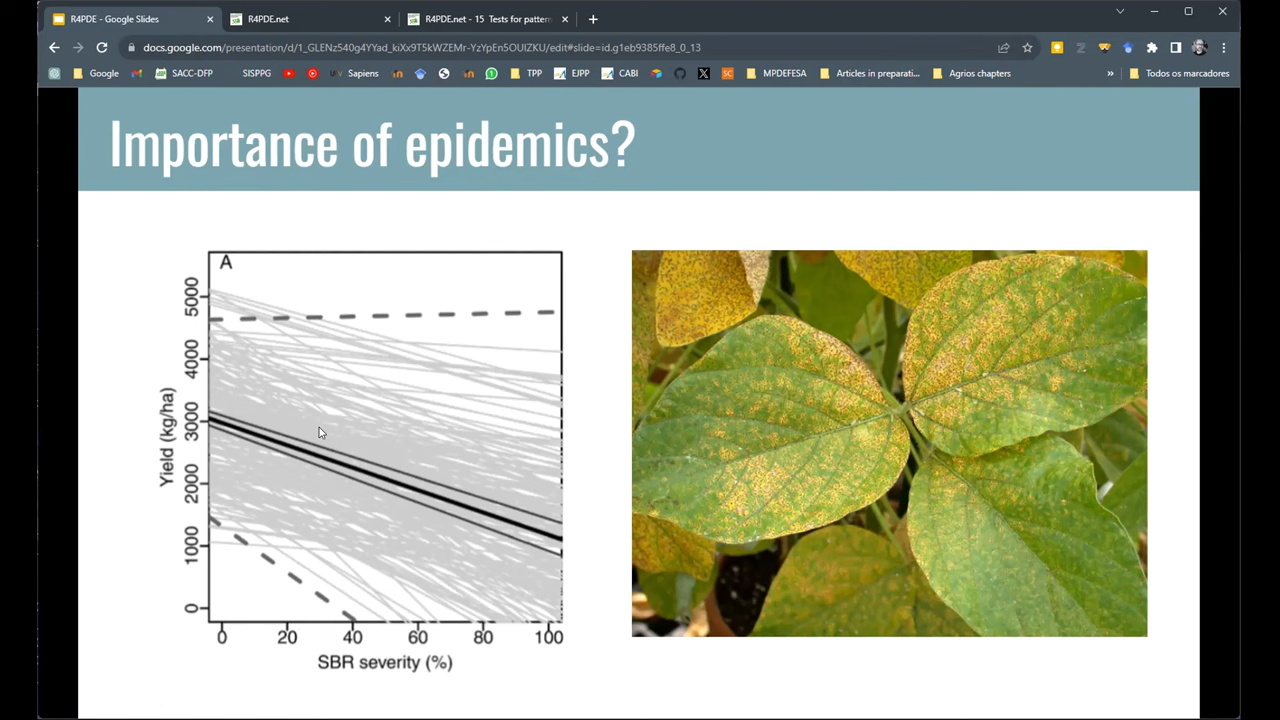 R4PDE - Google Slides
R4PDE.net
R4PDE.net - 15 Tests for pattern
docs.google.com/presentation/d/1_GLENz540g4YYad_kiXx9T5kWZEMr-YzYpEn5OUIZKU/edit#slide=id.g1eb9385ffe8_0_13
Google
SACC-DFP
SISPPG
Sapiens
TPP
EJPP
CABI
MPDEFESA
Articles in preparati...
Agrios chapters
»
Todos os marcadores
Importance of epidemics?
A
Yield (kg/ha)
5000
4000
3000
2000
1000
0
0 20 40 60 80 100
SBR severity (%)